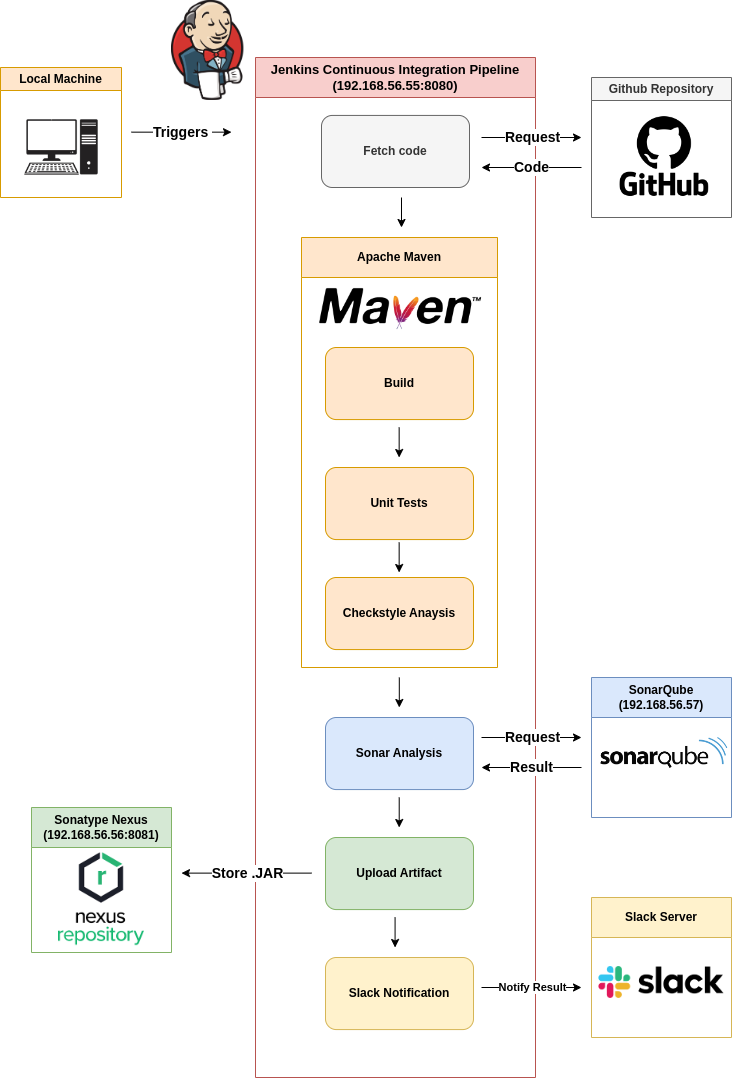 Local Machine
Triggers
Jenkins Continuous Integration Pipeline
(192.168.56.55:8080)
Fetch code
Request
Code
Github Repository
GitHub
Apache Maven
Maven™
Build
Unit Tests
Checkstyle Anaysis
Sonar Analysis
Request
Result
SonarQube
(192.168.56.57)
sonarqube
Sonatype Nexus
(192.168.56.56:8081)
r
nexus
repository
Store .JAR
Upload Artifact
Slack Notification
Notify Result
Slack Server
slack